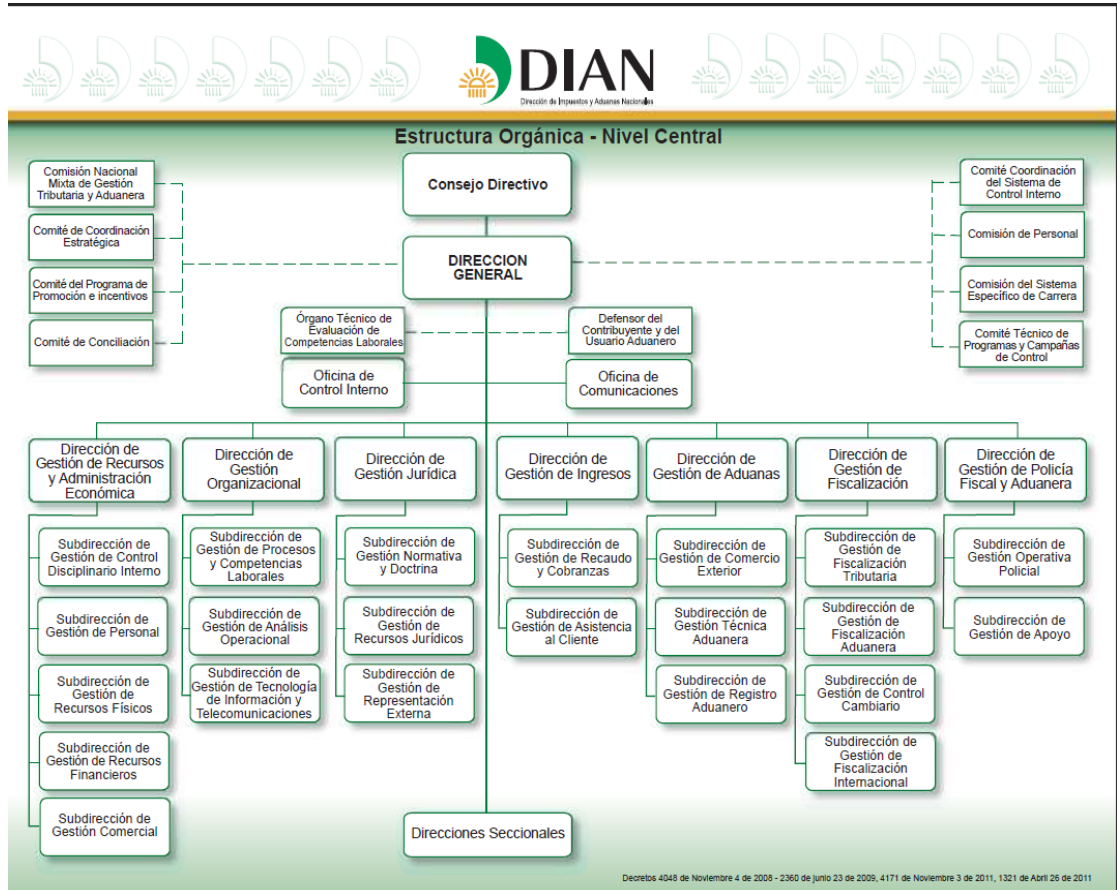 DIAN
Dirección de Impuestos y Aduanas Nacionales
Estructura Orgánica - Nivel Central
Comisión Nacional
Mixta de Gestión
Tributaria y Aduanera
Comité de Coordinación
Estratégica
Comité del Programa de
Promoción e incentivos
Comité de Conciliación
Consejo Directivo
DIRECCION
GENERAL
Comité Coordinación
del Sistema de
Control Interno
Comisión de Personal
Comisión del Sistema
Específico de Carrera
Comité Técnico de
Programas y Campañas
de Control
Órgano Técnico de
Evaluación de
Competencias Laborales
Defensor del
Contribuyente y del
Usuario Aduanero
Oficina de
Control Interno
Oficina de
Comunicaciones
Dirección de
Gestión de Recursos
y Administración
Económica
Subdirección de
Gestión de Control
Disciplinario Interno
Subdirección de
Gestión de Personal
Subdirección de
Gestión de
Recursos Físicos
Subdirección de
Gestión de Recursos
Financieros
Subdirección de
Gestión Comercial
Dirección de
Gestión
Organizacional
Subdirección de
Gestión de Procesos
y Competencias
Laborales
Subdirección de
Gestión de Análisis
Operacional
Subdirección de
Gestión de Tecnología
de Información y
Telecomunicaciones
Dirección de
Gestión Jurídica
Subdirección de
Gestión Normativa
y Doctrina
Subdirección de
Gestión de
Recursos Jurídicos
Subdirección de
Gestión de
Representación
Externa
Dirección de
Gestión de Ingresos
Subdirección de
Gestión de Recaudo
y Cobranzas
Subdirección de
Gestión de Asistencia
al Cliente
Dirección de
Gestión de Aduanas
Subdirección de
Gestión de Comercio
Exterior
Subdirección de
Gestión Técnica
Aduanera
Subdirección de
Gestión de Registro
Aduanero
Dirección de
Gestión de
Fiscalización
Subdirección de
Gestión de
Fiscalización
Tributaria
Subdirección de
Gestión de
Fiscalización
Aduanera
Subdirección de
Gestión de Control
Cambiario
Subdirección de
Gestión de
Fiscalización
Internacional
Dirección de
Gestión de Policía
Fiscal y Aduanera
Subdirección de
Gestión Operativa
Policial
Subdirección de
Gestión de Apoyo
Direcciones Seccionales
Decretos 4048 de Noviembre 4 de 2008 - 2360 de junio 23 de 2009, 4171 de Noviembre 3 de 2011, 1321 de Abril 26 de 2011